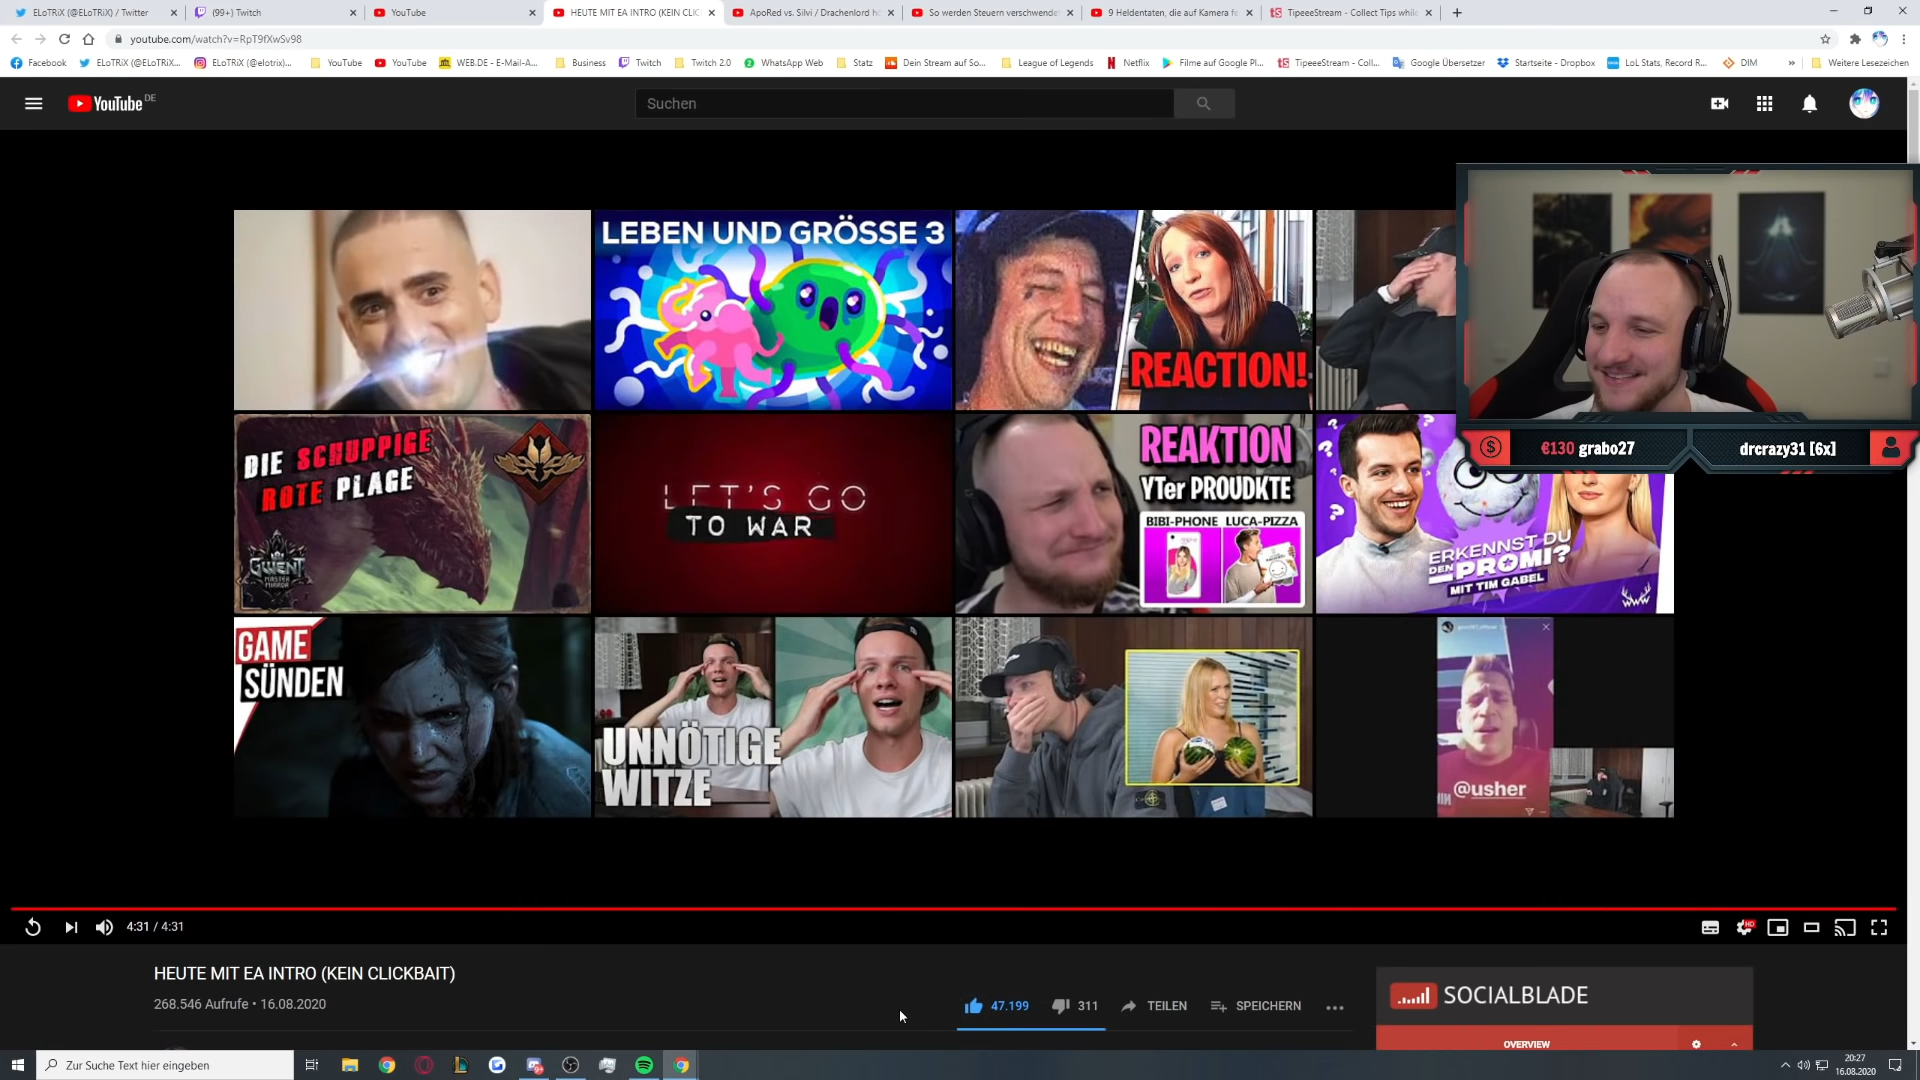 ELoTRiX (@ELoTRiX) / Twitter
(99+) Twitch
YouTube
HEUTE MIT EA INTRO (KEIN CLIC
ApoRed vs. Silvi / Drachenlord h
So werden Steuern verschwende
9 Heldentaten, die auf Kamera fe
TipeeeStream - Collect Tips while
youtube.com/watch?v=RpT9fXwSv98
Facebook
ELoTRiX (@ELoTRiX...
ELoTRiX (@elotrix)...
YouTube
YouTube
WEB.DE - E-Mail-A...
Business
Twitch
Twitch 2.0
WhatsApp Web
Statz
Dein Stream auf So...
League of Legends
Netflix
Filme auf Google Pl...
TipeeeStream - Coll...
Google Übersetzer
Startseite - Dropbox
LoL Stats, Record R...
DIM
»
Weitere Lesezeichen
YouTube DE
Suchen
LEBEN UND GRÖSSE 3
REACTION!
€130 grabo27
drcrazy31 [6x]
DIE SCHUPPIGE
ROTE PLAGE
GWENT
MASTER
MIRROR
LET'S GO
TO WAR
REAKTION
YTer PROUDKTE
BIBI-PHONE LUCA-PIZZA
ERKENNST DU
DEN PROMI?
MIT TIM GABEL
WWW
GAME
SÜNDEN
UNNÖTIGE
WITZE
@usher
4:31 / 4:31
HD
HEUTE MIT EA INTRO (KEIN CLICKBAIT)
268.546 Aufrufe • 16.08.2020
47.199
311
TEILEN
SPEICHERN
SOCIALBLADE
OVERVIEW
Zur Suche Text hier eingeben
20:27
16.08.2020